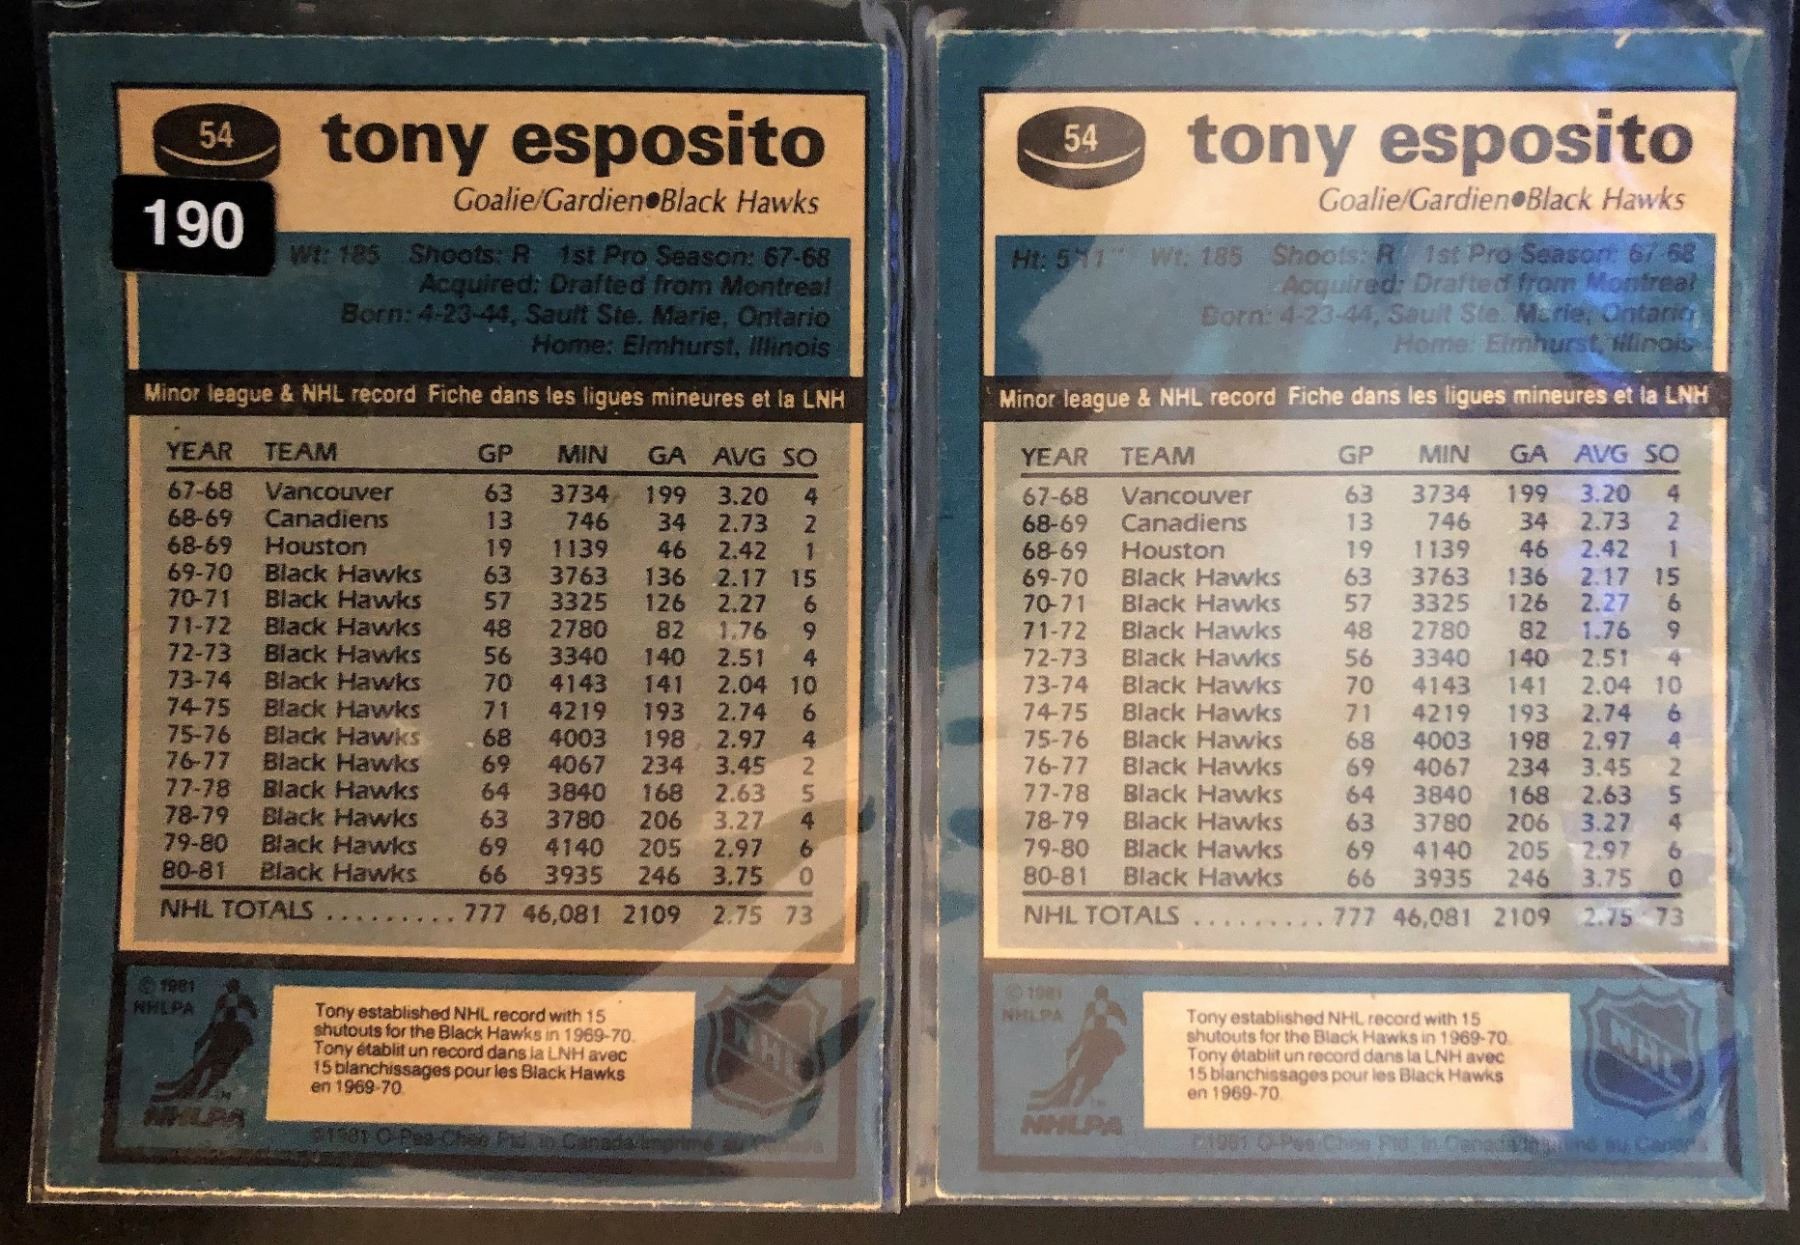 54
tony esposito
Goalie/Gardien●Black Hawks
190
Wt: 185 Shoots: R 1st Pro Season: 67-68
Acquired: Drafted from Montreal
Born: 4-23-44, Sault Ste. Marie, Ontario
Home: Elmhurst, Illinois
Minor league & NHL record Fiche dans les ligues mineures et la LNH
YEAR TEAM GP MIN GA AVG SO
67-68 Vancouver 63 3734 199 3.20 4
68-69 Canadiens 13 746 34 2.73 2
68-69 Houston 19 1139 46 2.42 1
69-70 Black Hawks 63 3763 136 2.17 15
70-71 Black Hawks 57 3325 126 2.27 6
71-72 Black Hawks 48 2780 82 1.76 9
72-73 Black Hawks 56 3340 140 2.51 4
73-74 Black Hawks 70 4143 141 2.04 10
74-75 Black Hawks 71 4219 193 2.74 6
75-76 Black Hawks 68 4003 198 2.97 4
76-77 Black Hawks 69 4067 234 3.45 2
77-78 Black Hawks 64 3840 168 2.63 5
78-79 Black Hawks 63 3780 206 3.27 4
79-80 Black Hawks 69 4140 205 2.97 6
80-81 Black Hawks 66 3935 246 3.75 0
NHL TOTALS .......... 777 46,081 2109 2.75 73
© 1981
NHLPA
NHLPA
Tony established NHL record with 15
shutouts for the Black Hawks in 1969-70.
Tony établit un record dans la LNH avec
15 blanchissages pour les Black Hawks
en 1969-70.
NHL
©1981 O-Pee-Chee Ptd. in Canada/Imprimé au Canada
54
tony esposito
Goalie/Gardien●Black Hawks
Ht: 5'11" Wt: 185 Shoots: R 1st Pro Season: 67-68
Acquired: Drafted from Montreal
Born: 4-23-44, Sault Ste. Marie, Ontario
Home: Elmhurst, Illinois
Minor league & NHL record Fiche dans les ligues mineures et la LNH
YEAR TEAM GP MIN GA AVG SO
67-68 Vancouver 63 3734 199 3.20 4
68-69 Canadiens 13 746 34 2.73 2
68-69 Houston 19 1139 46 2.42 1
69-70 Black Hawks 63 3763 136 2.17 15
70-71 Black Hawks 57 3325 126 2.27 6
71-72 Black Hawks 48 2780 82 1.76 9
72-73 Black Hawks 56 3340 140 2.51 4
73-74 Black Hawks 70 4143 141 2.04 10
74-75 Black Hawks 71 4219 193 2.74 6
75-76 Black Hawks 68 4003 198 2.97 4
76-77 Black Hawks 69 4067 234 3.45 2
77-78 Black Hawks 64 3840 168 2.63 5
78-79 Black Hawks 63 3780 206 3.27 4
79-80 Black Hawks 69 4140 205 2.97 6
80-81 Black Hawks 66 3935 246 3.75 0
NHL TOTALS .......... 777 46,081 2109 2.75 73
© 1981
NHLPA
NHLPA
Tony established NHL record with 15
shutouts for the Black Hawks in 1969-70.
Tony établit un record dans la LNH avec
15 blanchissages pour les Black Hawks
en 1969-70.
NHL
©1981 O-Pee-Chee Ptd. in Canada/Imprimé au Canada